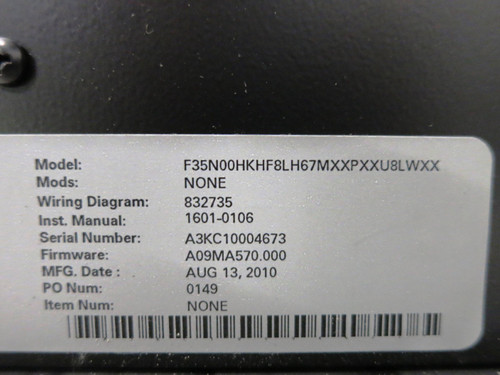 Model: F35N00HKHF8LH67MXXPXXU8LWXX
Mods: NONE
Wiring Diagram: 832735
Inst. Manual: 1601-0106
Serial Number: A3KC10004673
Firmware: A09MA570.000
MFG. Date : AUG 13, 2010
PO Num: 0149
Item Num: NONE